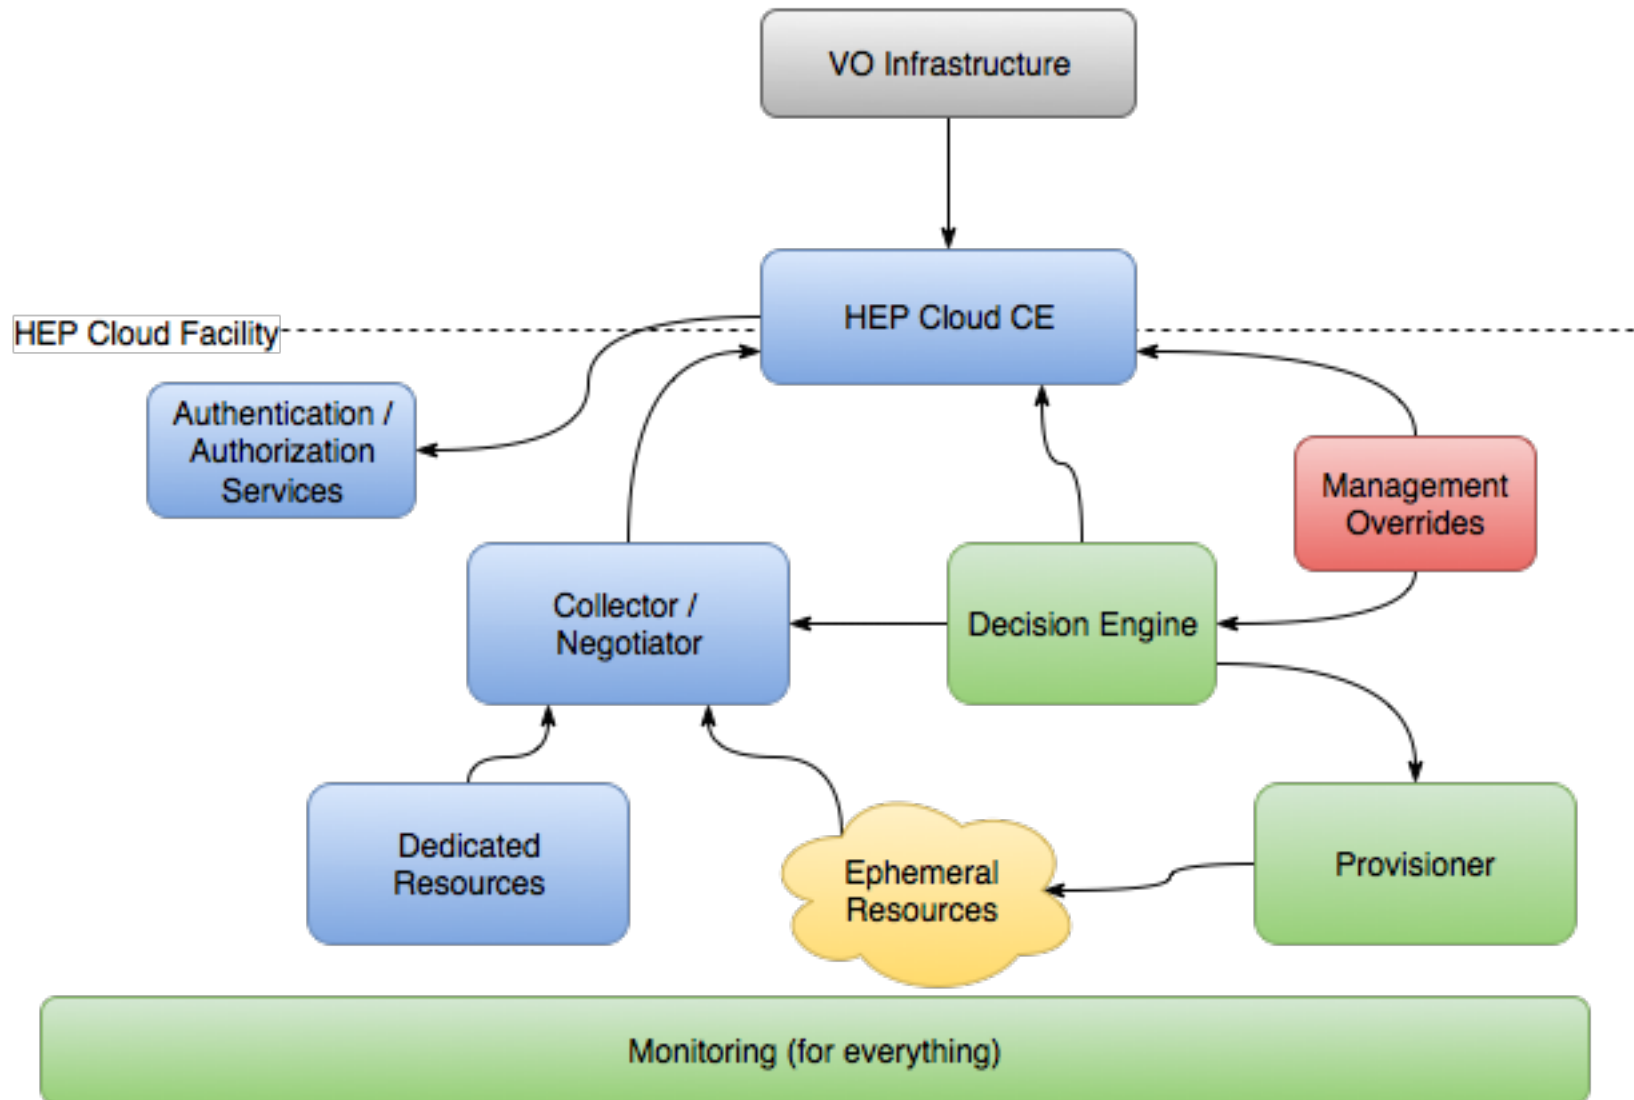 VO Infrastructure
HEP Cloud CE
HEP Cloud Facility
Authentication /
Authorization
Services
Management
Overrides
Collector /
Negotiator
Decision Engine
Dedicated
Resources
Ephemeral
Resources
Provisioner
Monitoring (for everything)